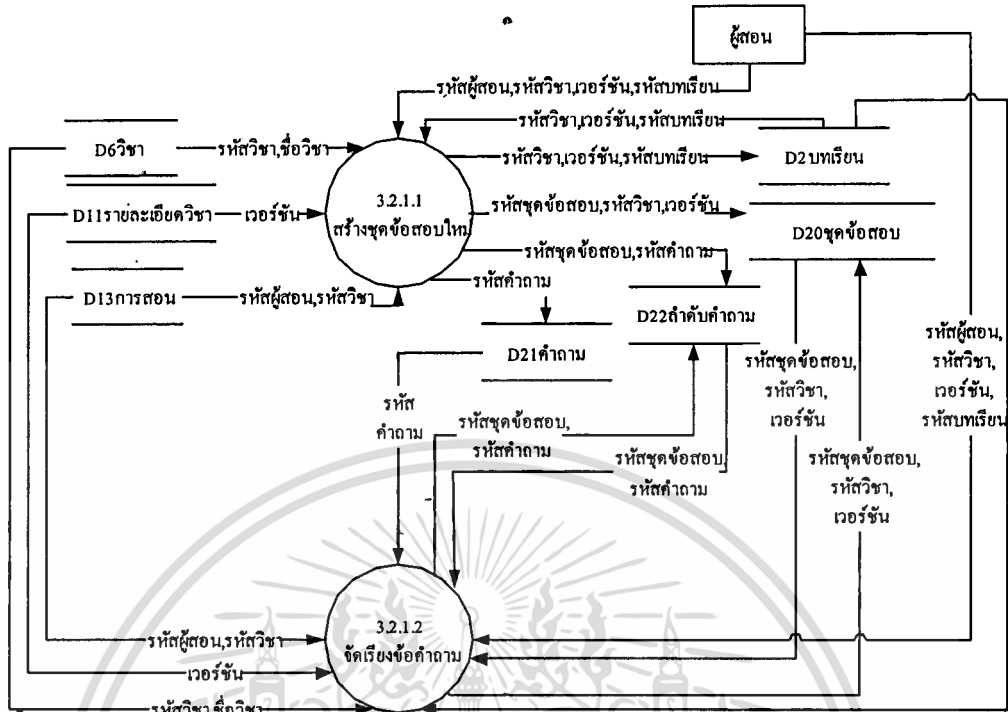 ผู้สอน
รหัสผู้สอน,รหัสวิชา,เวอร์ชัน,รหัสบทเรียน
รหัสวิชา,เวอร์ชัน,รหัสบทเรียน
D6วิชา
รหัสวิชา,ชื่อวิชา
รหัสวิชา,เวอร์ชัน,รหัสบทเรียน
D2บทเรียน
3.2.1.1
สร้างชุดข้อสอบใหม่
D11รายละเอียดวิชา
เวอร์ชัน
รหัสชุดข้อสอบ,รหัสวิชา,เวอร์ชัน
D20ชุดข้อสอบ
รหัสชุดข้อสอบ,รหัสคำถาม
รหัสคำถาม
D13การสอน
รหัสผู้สอน,รหัสวิชา
D22ลำดับคำถาม
D21คำถาม
รหัสผู้สอน,
รหัสวิชา,
เวอร์ชัน,
รหัสบทเรียน
รหัสชุดข้อสอบ,
รหัสวิชา,
เวอร์ชัน
รหัส
คำถาม
รหัสชุดข้อสอบ,
รหัสคำถาม
รหัสชุดข้อสอบ,
รหัสคำถาม
รหัสชุดข้อสอบ,
รหัสวิชา,
เวอร์ชัน
3.2.1.2
จัดเรียงข้อคำถาม
รหัสผู้สอน,รหัสวิชา
เวอร์ชัน
รหัสวิชา,ชื่อวิชา